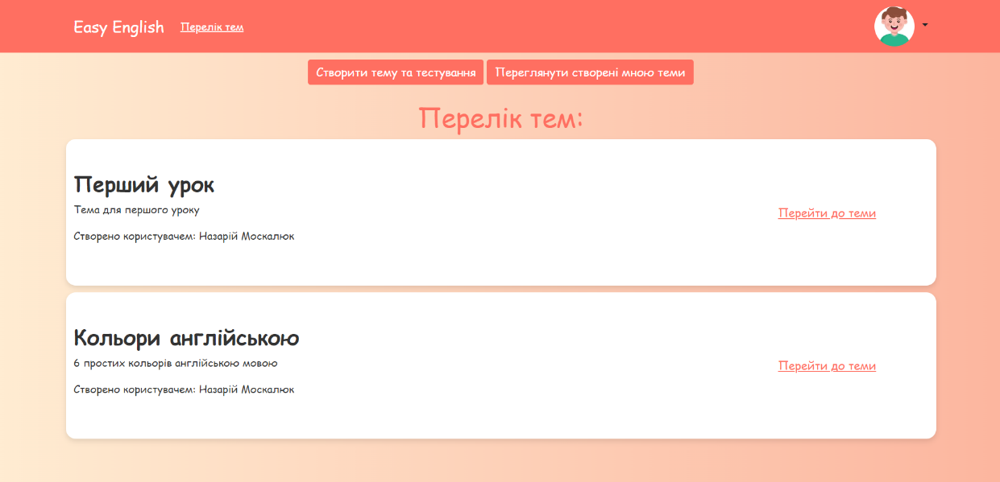 Easy English
Перелік тем
Створити тему та тестування
Переглянути створені мною теми
Перелік тем:
Перший урок
Тема для першого уроку
Створено користувачем: Назарій Москалюк
Перейти до теми
Кольори англійською
6 простих кольорів англійською мовою
Створено користувачем: Назарій Москалюк
Перейти до теми